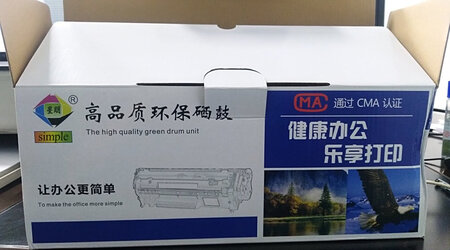 ®
simple
高品质环保硒鼓
The high quality green drum unit
让办公更简单
To make the office more simple
CMA 通过 CMA 认证
健康办公
乐享打印